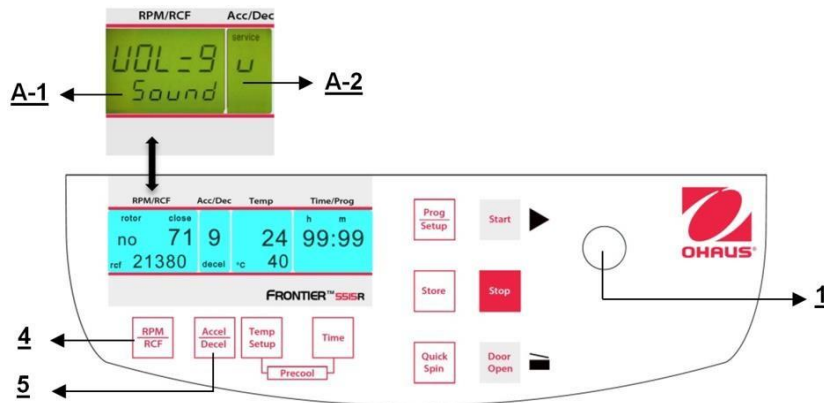 RPM/RCF Acc/Dec
service
VOL=9 u
Sound
A-1
A-2
RPM/RCF Acc/Dec Temp Time/Prog
rotor close h m
no 71 9 24 99:99
rcf 21380 decel °C 40
FRONTIER™ 5515R
RPM
RCF
Accel
Decel
Temp
Setup
Time
Precool
4
5
Prog
Setup
Start
Store
Stop
Quick
Spin
Door
Open
OHAUS®
1